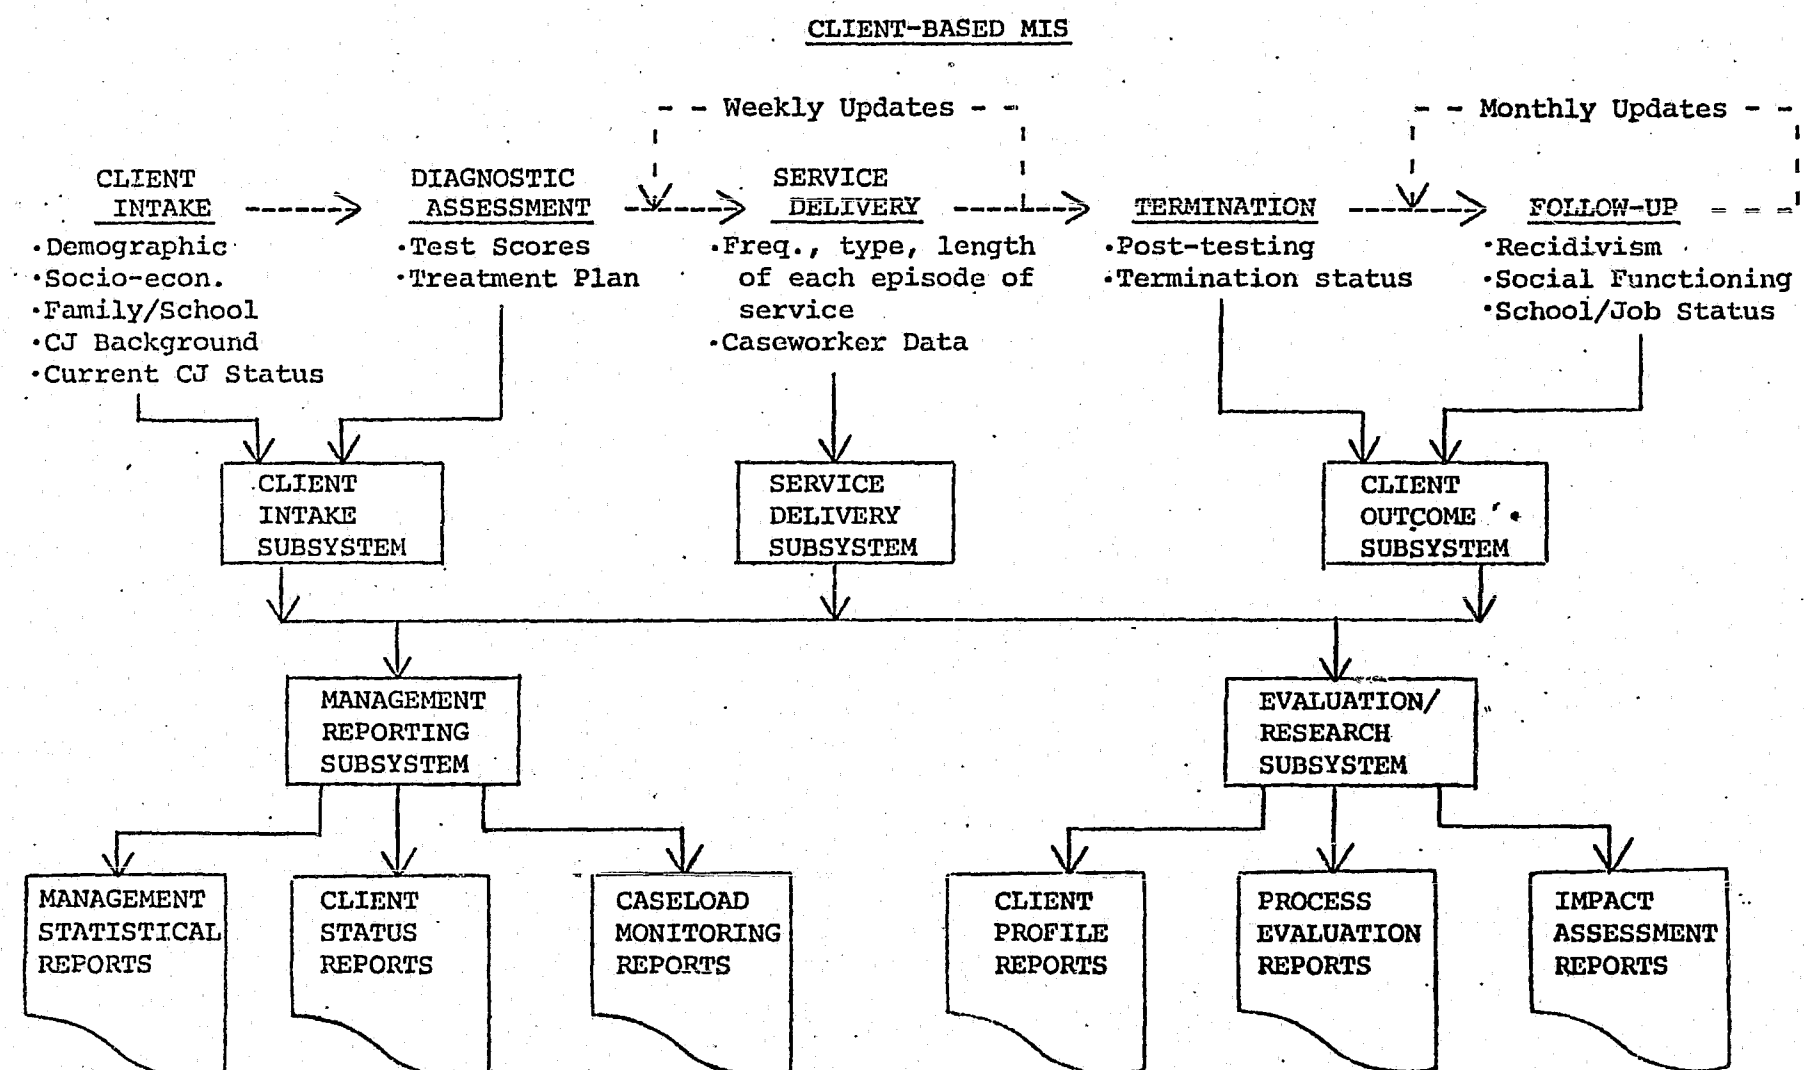 CLIENT-BASED MIS
Weekly Updates
Monthly Updates
CLIENT
INTAKE
•Demographic
•Socio-econ.
•Family/School
•CJ Background
•Current CJ Status
DIAGNOSTIC
ASSESSMENT
•Test Scores
•Treatment Plan
SERVICE
DELIVERY
•Freq., type, length
of each episode of
service
•Caseworker Data
TERMINATION
•Post-testing
•Termination status
FOLLOW-UP
•Recidivism
•Social Functioning
•School/Job Status
CLIENT
INTAKE
SUBSYSTEM
SERVICE
DELIVERY
SUBSYSTEM
CLIENT
OUTCOME
SUBSYSTEM
MANAGEMENT
REPORTING
SUBSYSTEM
EVALUATION/
RESEARCH
SUBSYSTEM
MANAGEMENT
STATISTICAL
REPORTS
CLIENT
STATUS
REPORTS
CASELOAD
MONITORING
REPORTS
CLIENT
PROFILE
REPORTS
PROCESS
EVALUATION
REPORTS
IMPACT
ASSESSMENT
REPORTS